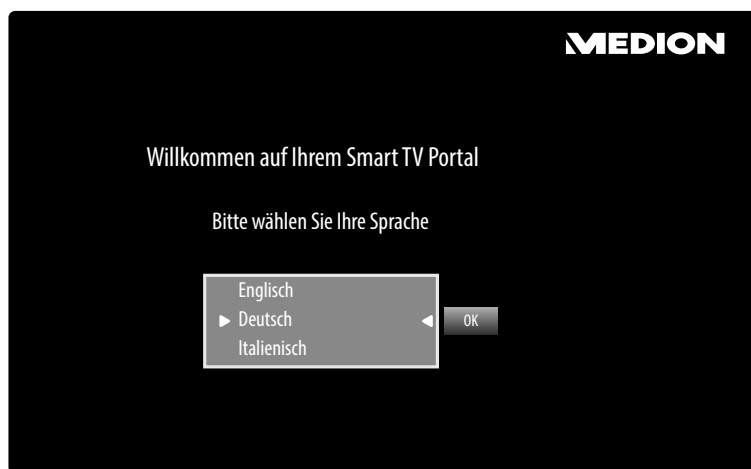 MEDION
Willkommen auf Ihrem Smart TV Portal
Bitte wählen Sie Ihre Sprache
Englisch
Deutsch
OK
Italienisch